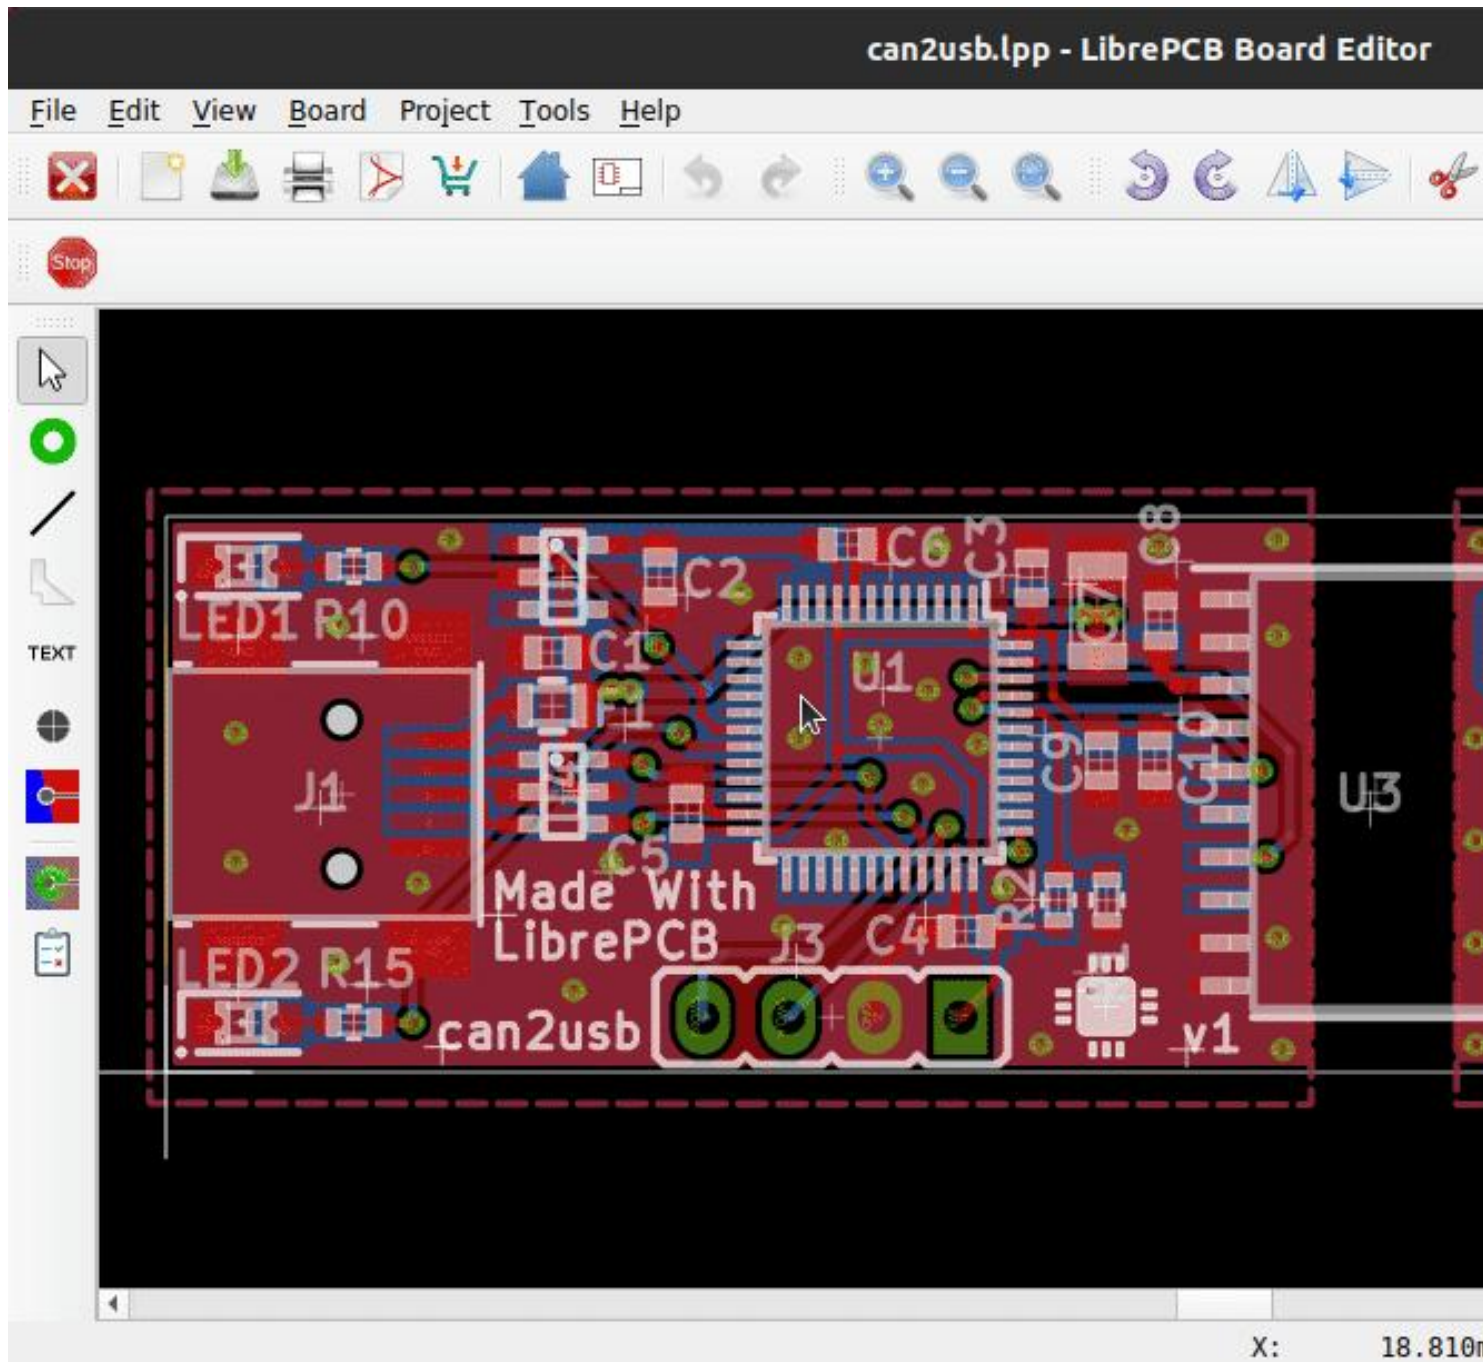 can2usb.lpp - LibrePCB Board Editor
File Edit View Board Project Tools Help
Stop
TEXT
C6
C3
C8
C2
C7
LED1 R10
C1
U1
J1
C9
C10
U3
C5
Made With
LibrePCB
R2
J3
C4
LED2 R15
can2usb
v1
X: 18.810